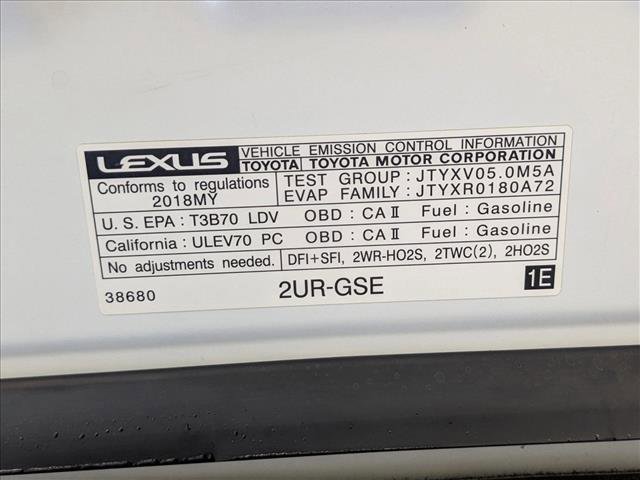 LEXUS VEHICLE EMISSION CONTROL INFORMATION
TOYOTA TOYOTA MOTOR CORPORATION
Conforms to regulations TEST GROUP : JTYXV05.0M5A
2018MY EVAP FAMILY : JTYXR0180A72
U. S. EPA : T3B70 LDV OBD : CA II Fuel : Gasoline
California : ULEV70 PC OBD : CA II Fuel : Gasoline
No adjustments needed. DFI+SFI, 2WR-HO2S, 2TWC(2), 2HO2S
38680 2UR-GSE 1E